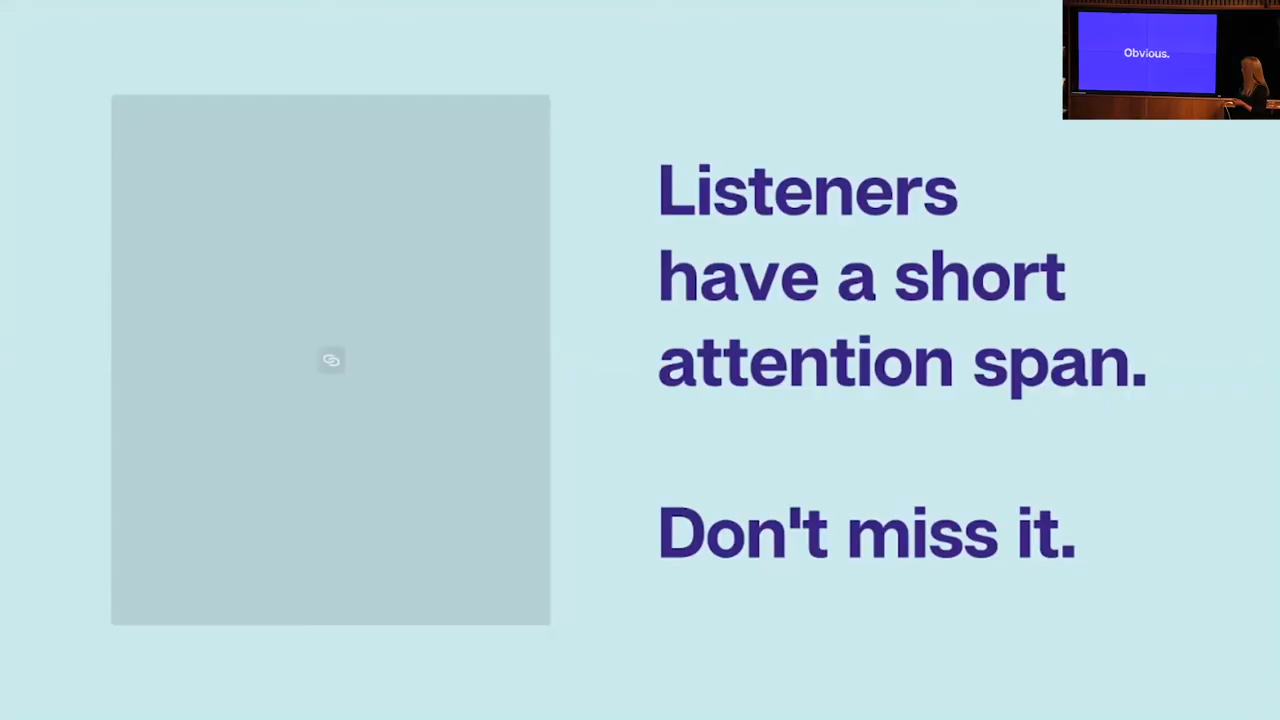 Obvious.
Listeners
have a short
attention span.
Don't miss it.